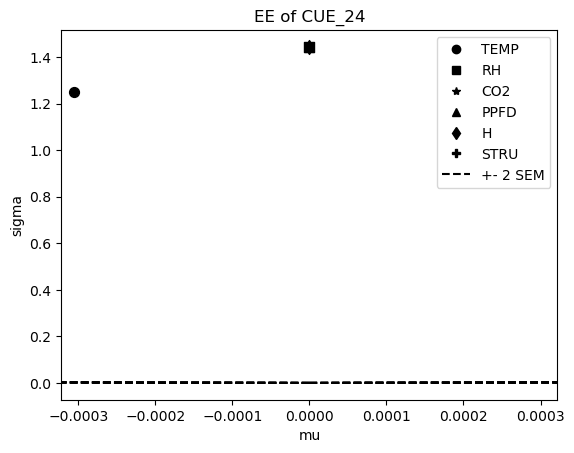 EE of CUE_24
1.4
1.2
1.0
0.8
0.6
0.4
0.2
0.0
sigma
−0.0003
−0.0002
−0.0001
0.0000
0.0001
0.0002
0.0003
mu
TEMP
RH
CO2
PPFD
H
STRU
+- 2 SEM